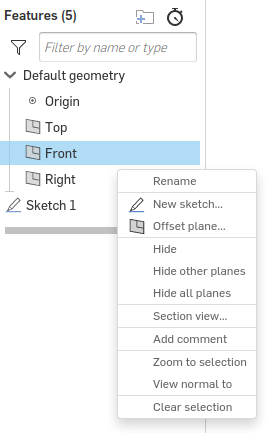 Features (5)
Filter by name or type
Default geometry
Origin
Top
Front
Right
Sketch 1
Rename
New sketch...
Offset plane...
Hide
Hide other planes
Hide all planes
Section view...
Add comment
Zoom to selection
View normal to
Clear selection